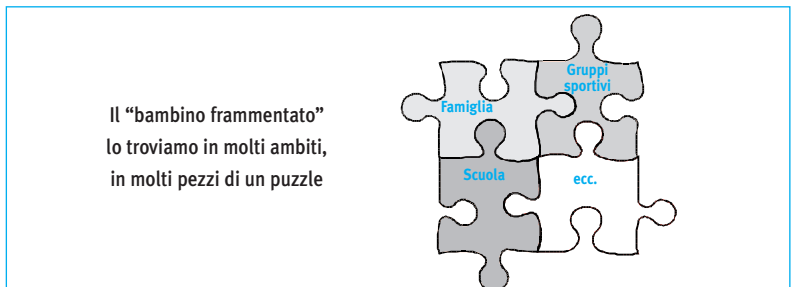 Il “bambino frammentato”
lo troviamo in molti ambiti,
in molti pezzi di un puzzle
Gruppi
sportivi
Famiglia
Scuola
ecc.